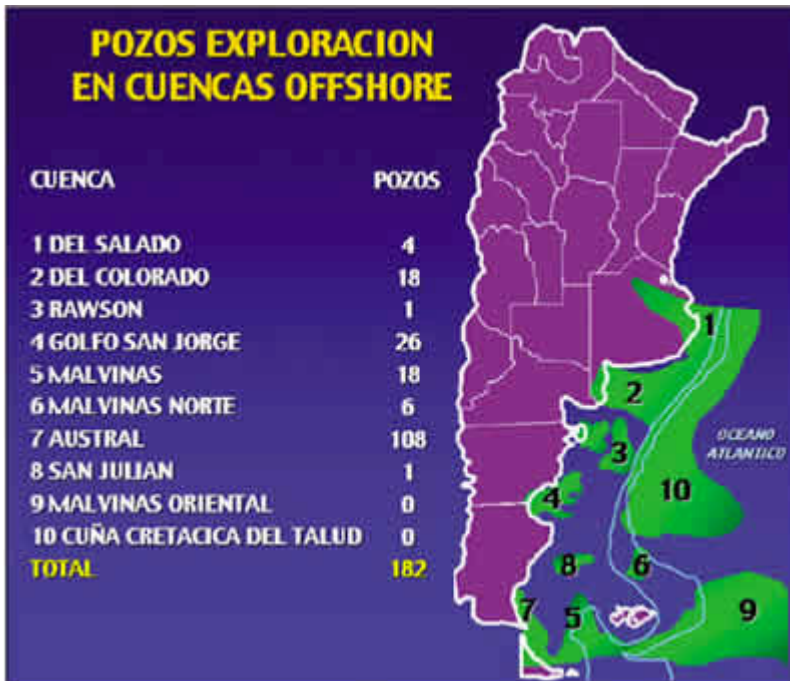 POZOS EXPLORACION
EN CUENCAS OFFSHORE
CUENCA POZOS
1 DEL SALADO 4
2 DEL COLORADO 18
3 RAWSON 1
4 GOLFO SAN JORGE 26
5 MALVINAS 18
6 MALVINAS NORTE 6
7 AUSTRAL 108
8 SAN JULIAN 1
9 MALVINAS ORIENTAL 0
10 CUÑA CRETACICA DEL TALUD 0
TOTAL 182
1
2
3
OCEANO
ATLANTICO
10
4
8
6
7
5
9